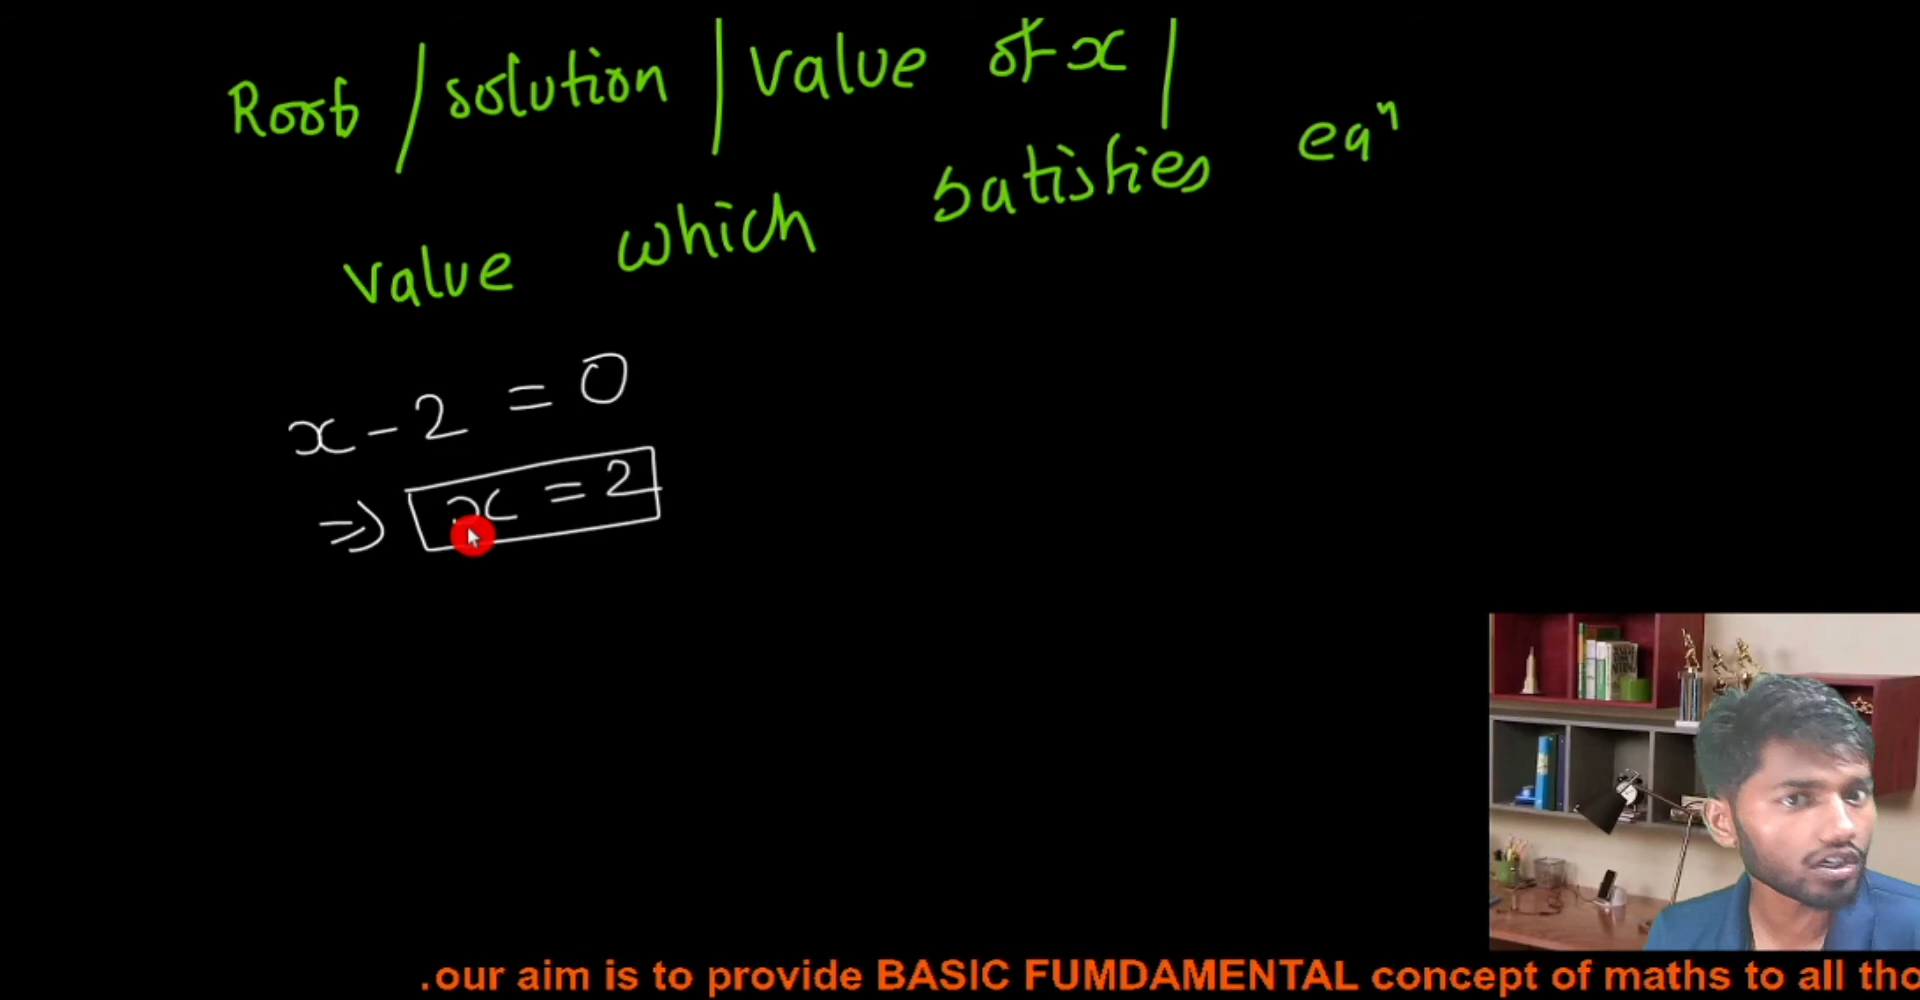 Root / solution | value of x |
value which satisfies eqⁿ
x - 2 = 0
⇒ x = 2
.our aim is to provide BASIC FUMDAMENTAL concept of maths to all tho